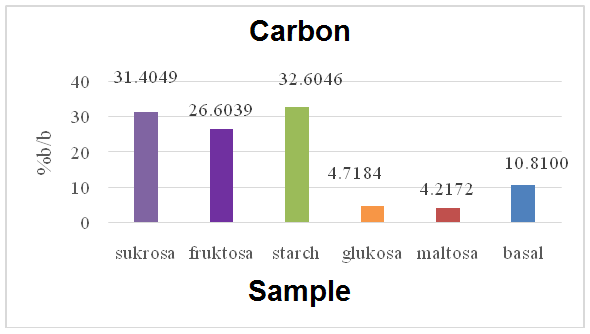 Carbon
31.4049
26.6039
32.6046
4.7184
4.2172
10.8100
40
30
20
10
0
%b/b
sukrosa fruktosa starch glukosa maltosa basal
Sample